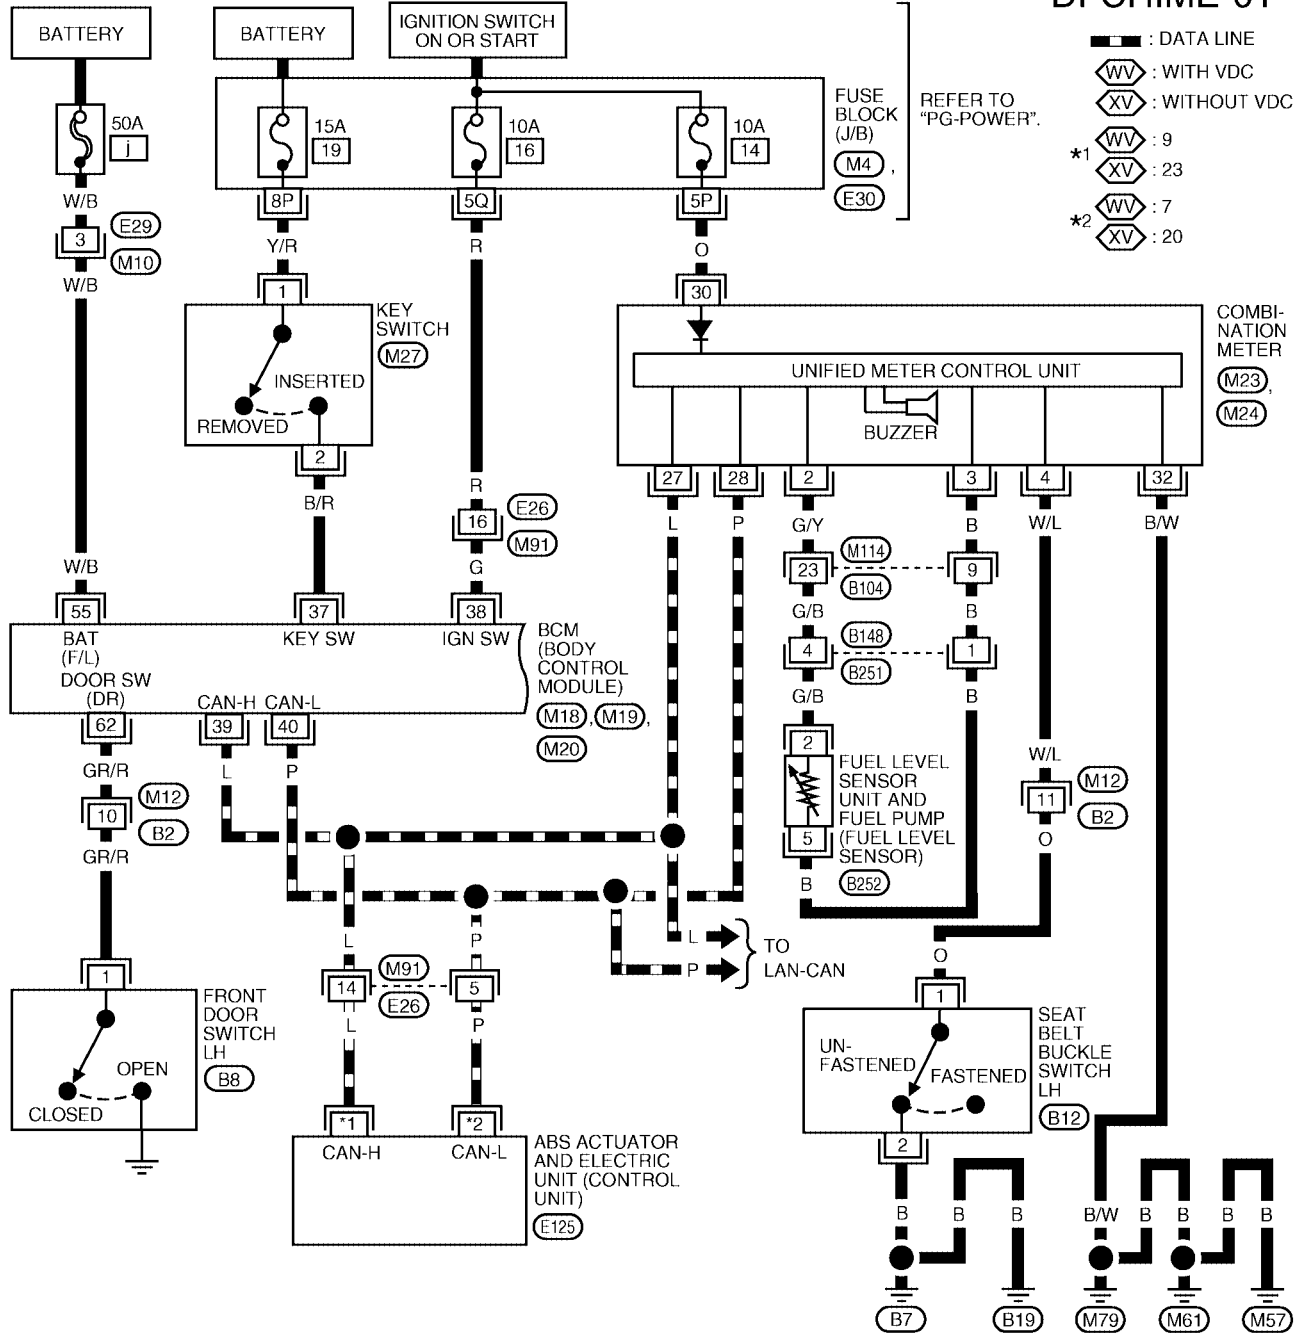 BATTERY
BATTERY
IGNITION SWITCH
ON OR START
: DATA LINE
WV : WITH VDC
XV : WITHOUT VDC
*1 WV : 9
XV : 23
*2 WV : 7
XV : 20
50A
j
15A
19
10A
16
10A
14
FUSE
BLOCK
(J/B)
M4 ,
E30
REFER TO
"PG-POWER".
W/B
8P
5Q
5P
3
E29
M10
Y/R
R
O
W/B
1
30
KEY
SWITCH
M27
INSERTED
REMOVED
2
COMBI-
NATION
METER
M23 ,
M24
UNIFIED METER CONTROL UNIT
BUZZER
27
28
2
3
4
32
B/R
R
16
E26
M91
G
L
P
G/Y
B
W/L
B/W
23
M114
B104
9
W/B
G/B
B
55
37
38
BAT
(F/L)
KEY SW
IGN SW
BCM
(BODY
CONTROL
MODULE)
M18 , M19 ,
M20
4
B148
B251
1
DOOR SW
(DR)
CAN-H
CAN-L
62
39
40
G/B
B
GR/R
L
P
2
FUEL LEVEL
SENSOR
UNIT AND
FUEL PUMP
(FUEL LEVEL
SENSOR)
B252
5
B
W/L
11
M12
B2
O
10
M12
B2
GR/R
L
P
L
P
TO
LAN-CAN
14
M91
E26
5
L
P
O
1
FRONT
DOOR
SWITCH
LH
B8
OPEN
CLOSED
1
UN-
FASTENED
FASTENED
SEAT
BELT
BUCKLE
SWITCH
LH
B12
2
*1
*2
CAN-H
CAN-L
ABS ACTUATOR
AND ELECTRIC
UNIT (CONTROL
UNIT)
E125
B
B
B
B/W
B
B
B
B
B7
B19
M79
M61
M57